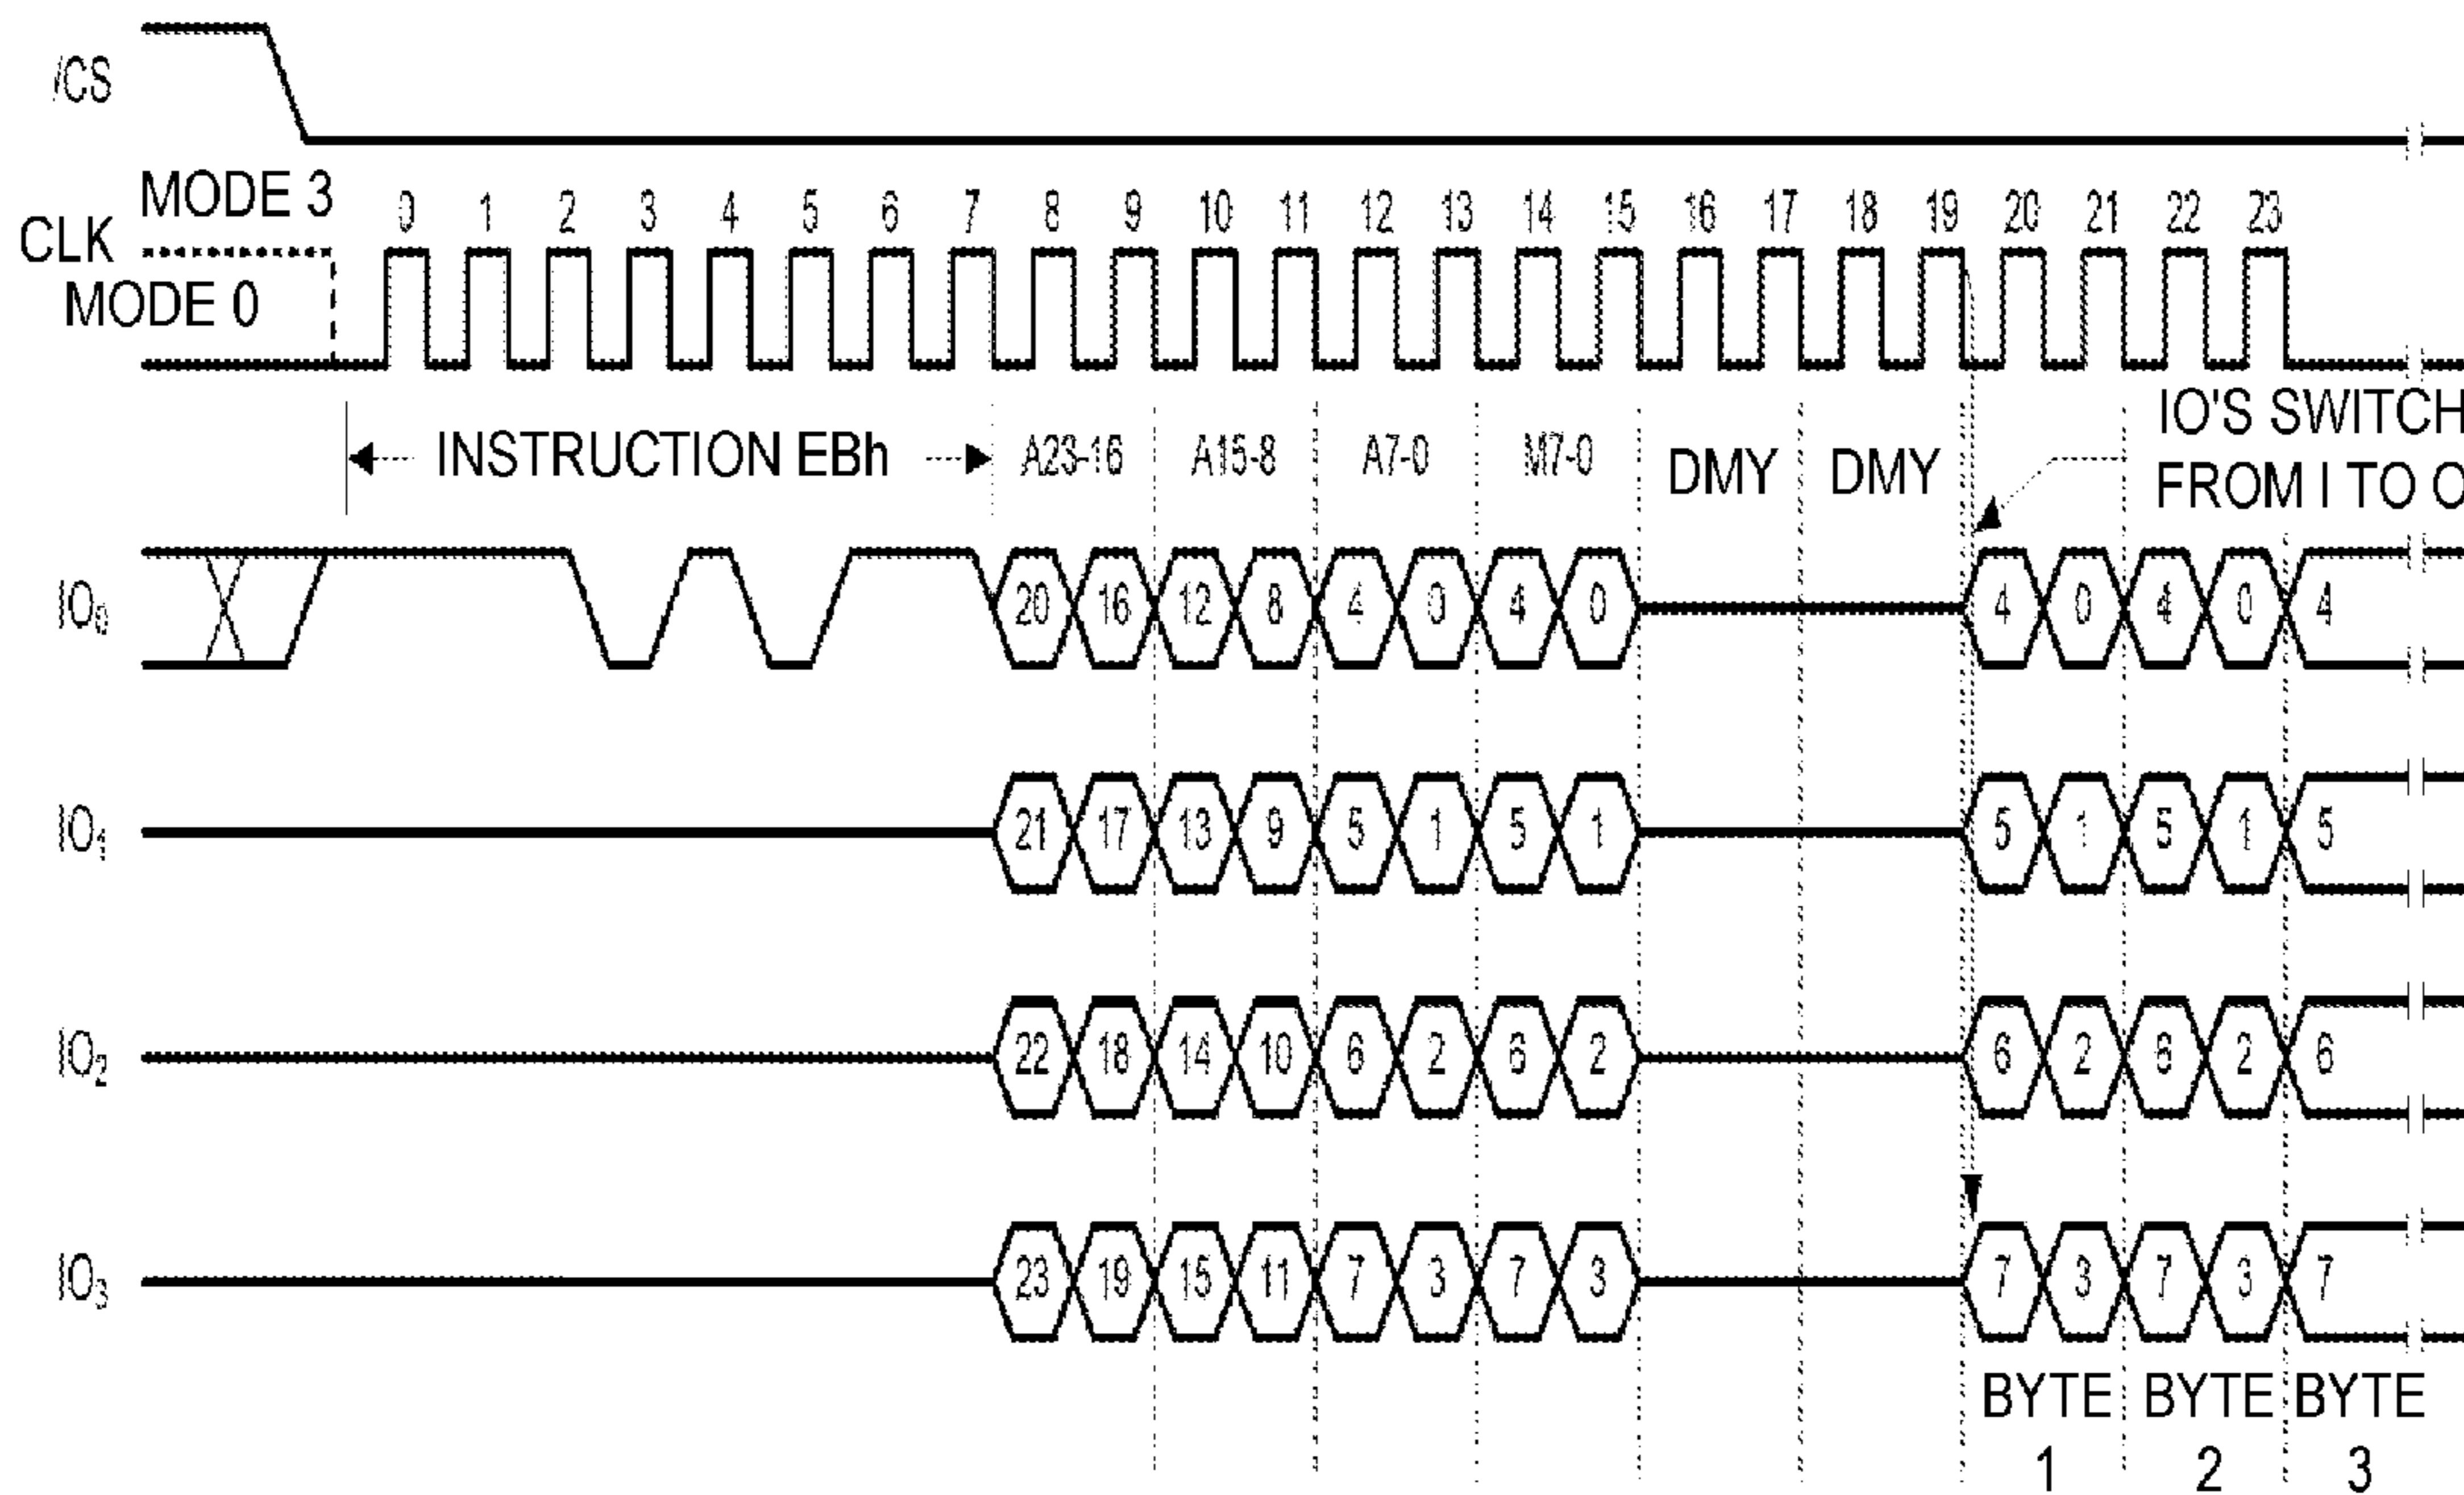 /CS
MODE 3
0 1 2 3 4 5 6 7 8 9 10 11 12 13 14 15 16 17 18 19 20 21 22 23
CLK
MODE 0
INSTRUCTION EBh A23-16 A15-8 A7-0 M7-0 DMY DMY
IO'S SWITCH
FROM I TO O
IO0 20 16 12 8 4 0 4 0 4 0 4 0 4
IO1 21 17 13 9 5 1 5 1 5 1 5 1 5
IO2 22 18 14 10 6 2 6 2 6 2 6 2 6
IO3 23 19 15 11 7 3 7 3 7 3 7 3 7
BYTE BYTE BYTE
1 2 3